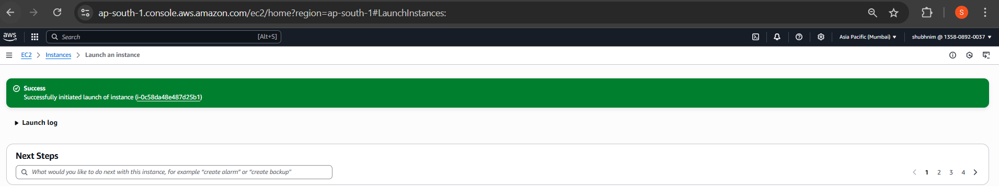 ap-south-1.console.aws.amazon.com/ec2/home?region=ap-south-1#LaunchInstances:
S
aws
Search [Alt+S]
Asia Pacific (Mumbai)
shubhnim @ 1358-0892-0037
EC2 > Instances > Launch an instance
Success
Successfully initiated launch of instance (i-0c58da48e487d25b1)
Launch log
Next Steps
What would you like to do next with this instance, for example "create alarm" or "create backup"
1 2 3 4